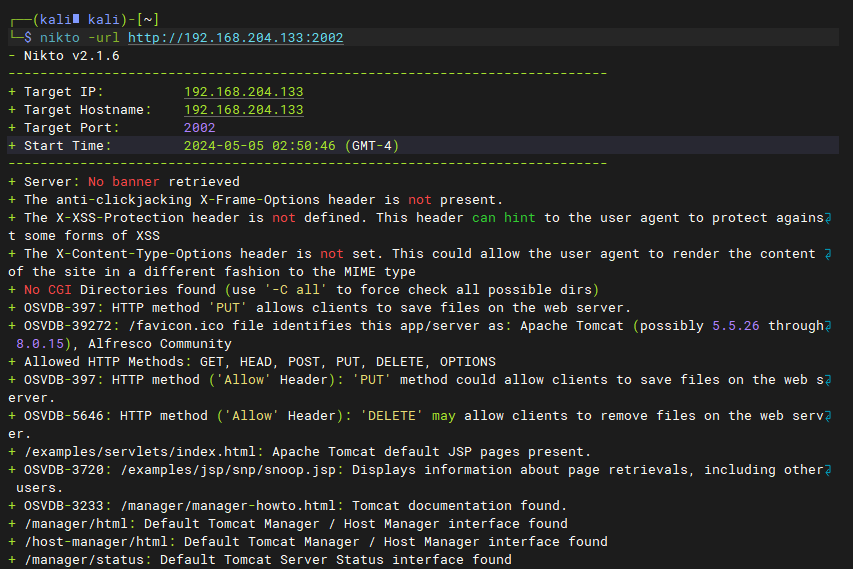 ┌──(kali kali)-[~]
└─$ nikto -url http://192.168.204.133:2002
- Nikto v2.1.6
---------------------------------------------------------------------------
+ Target IP:          192.168.204.133
+ Target Hostname:    192.168.204.133
+ Target Port:        2002
+ Start Time:         2024-05-05 02:50:46 (GMT-4)
---------------------------------------------------------------------------
+ Server: No banner retrieved
+ The anti-clickjacking X-Frame-Options header is not present.
+ The X-XSS-Protection header is not defined. This header can hint to the user agent to protect agains
t some forms of XSS
+ The X-Content-Type-Options header is not set. This could allow the user agent to render the content
of the site in a different fashion to the MIME type
+ No CGI Directories found (use '-C all' to force check all possible dirs)
+ OSVDB-397: HTTP method 'PUT' allows clients to save files on the web server.
+ OSVDB-39272: /favicon.ico file identifies this app/server as: Apache Tomcat (possibly 5.5.26 through
8.0.15), Alfresco Community
+ Allowed HTTP Methods: GET, HEAD, POST, PUT, DELETE, OPTIONS
+ OSVDB-397: HTTP method ('Allow' Header): 'PUT' method could allow clients to save files on the web s
erver.
+ OSVDB-5646: HTTP method ('Allow' Header): 'DELETE' may allow clients to remove files on the web serv
er.
+ /examples/servlets/index.html: Apache Tomcat default JSP pages present.
+ OSVDB-3720: /examples/jsp/snp/snoop.jsp: Displays information about page retrievals, including other
users.
+ OSVDB-3233: /manager/manager-howto.html: Tomcat documentation found.
+ /manager/html: Default Tomcat Manager / Host Manager interface found
+ /host-manager/html: Default Tomcat Manager / Host Manager interface found
+ /manager/status: Default Tomcat Server Status interface found